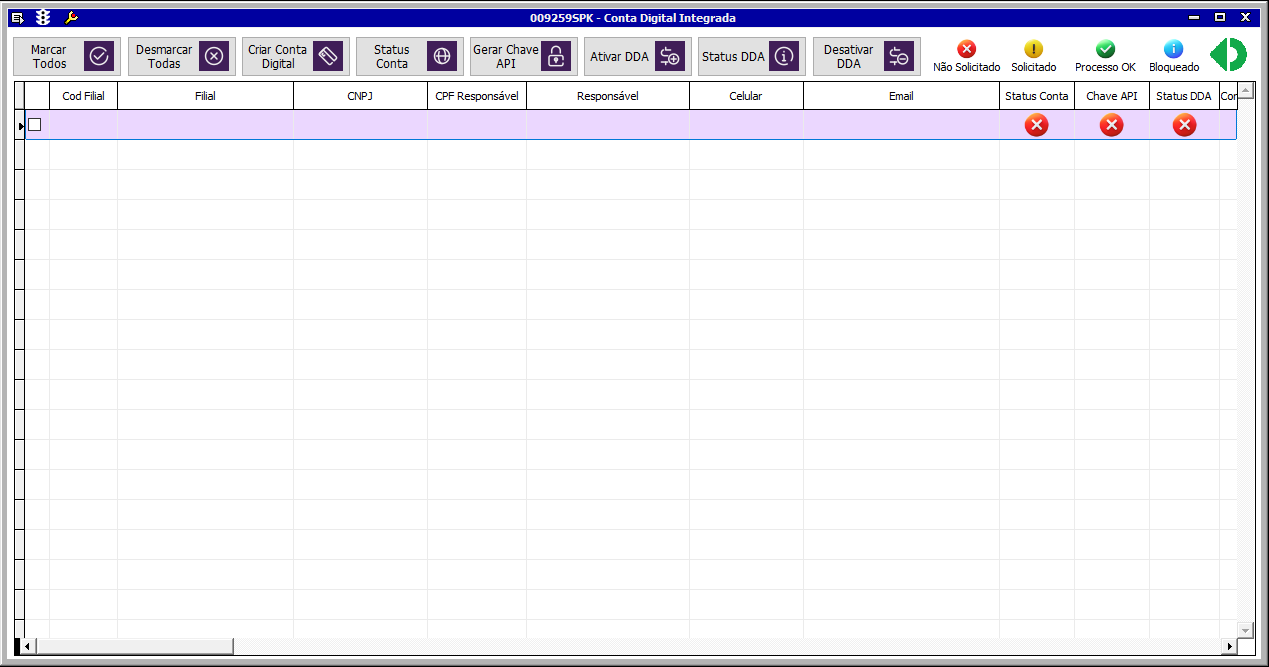 009259SPK - Conta Digital Integrada
Marcar
Todos
Desmarcar
Todas
Criar Conta
Digital
Status
Conta
Gerar Chave
API
Ativar DDA
Status DDA
Desativar
DDA
Não Solicitado
Solicitado
Processo OK
Bloqueado
Cod Filial
Filial
CNPJ
CPF Responsável
Responsável
Celular
Email
Status Conta
Chave API
Status DDA
Cor